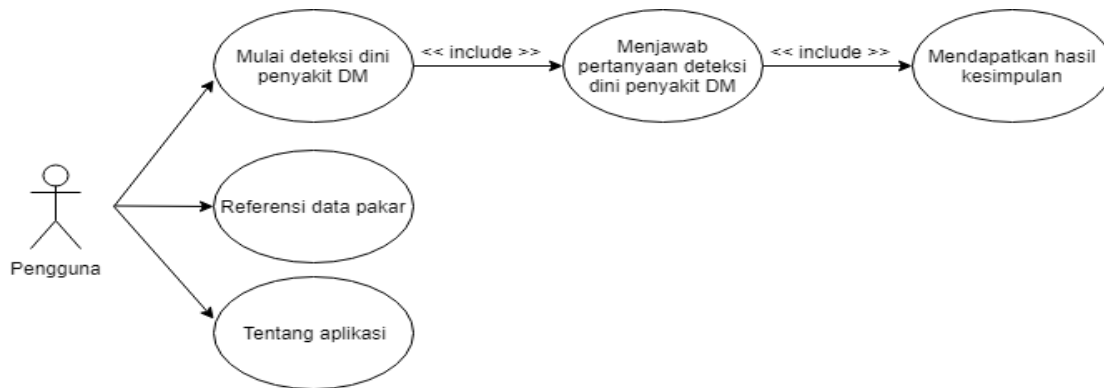 Mulai deteksi dini
penyakit DM
<< include >>
Menjawab
pertanyaan deteksi
dini penyakit DM
<< include >>
Mendapatkan hasil
kesimpulan
Referensi data pakar
Pengguna
Tentang aplikasi